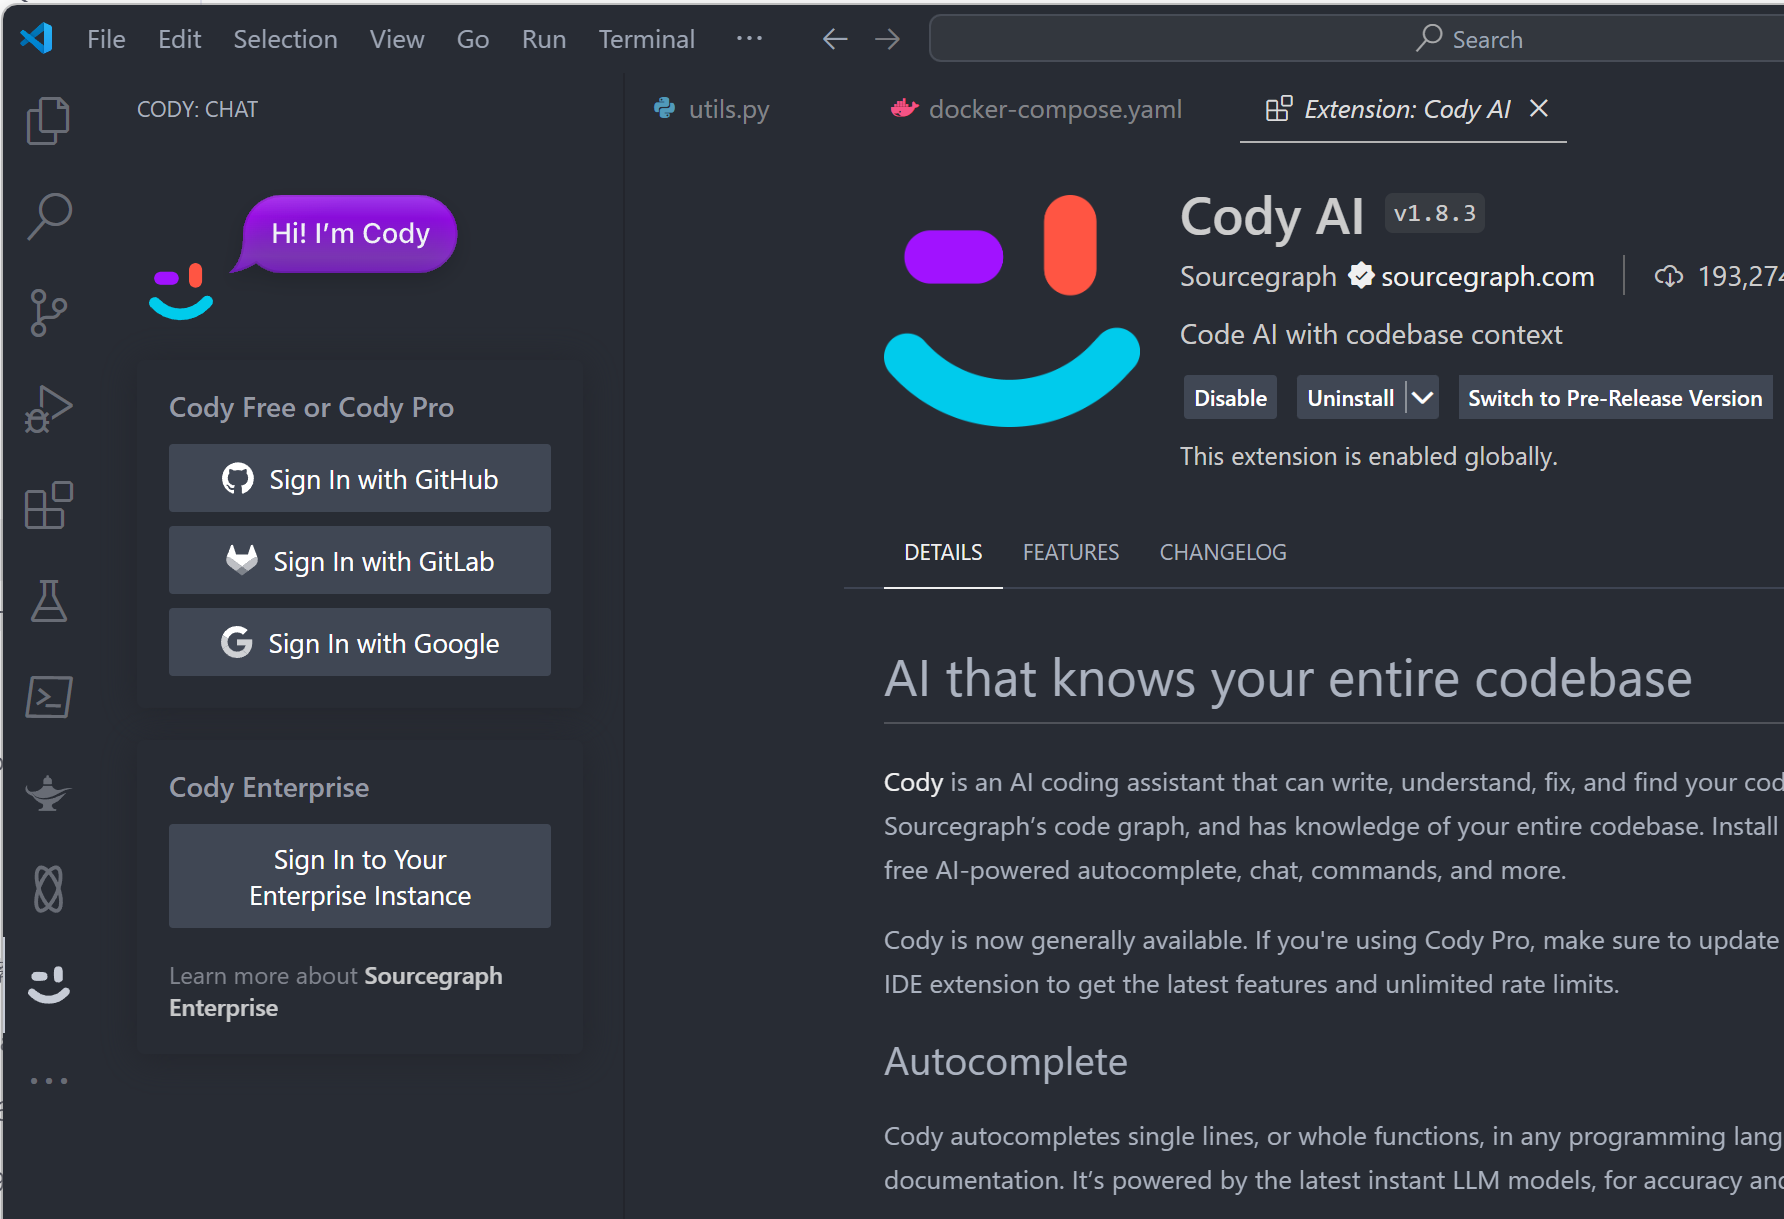 File Edit Selection View Go Run Terminal ··· Search
CODY: CHAT
utils.py docker-compose.yaml Extension: Cody AI
Hi! I’m Cody
Cody Free or Cody Pro
Sign In with GitHub
Sign In with GitLab
Sign In with Google
Cody Enterprise
Sign In to Your
Enterprise Instance
Learn more about Sourcegraph
Enterprise
Cody AI v1.8.3
Sourcegraph sourcegraph.com 193,274
Code AI with codebase context
Disable Uninstall Switch to Pre-Release Version
This extension is enabled globally.
DETAILS FEATURES CHANGELOG
AI that knows your entire codebase
Cody is an AI coding assistant that can write, understand, fix, and find your cod
Sourcegraph’s code graph, and has knowledge of your entire codebase. Install
free AI-powered autocomplete, chat, commands, and more.
Cody is now generally available. If you're using Cody Pro, make sure to update
IDE extension to get the latest features and unlimited rate limits.
Autocomplete
Cody autocompletes single lines, or whole functions, in any programming lang
documentation. It’s powered by the latest instant LLM models, for accuracy and